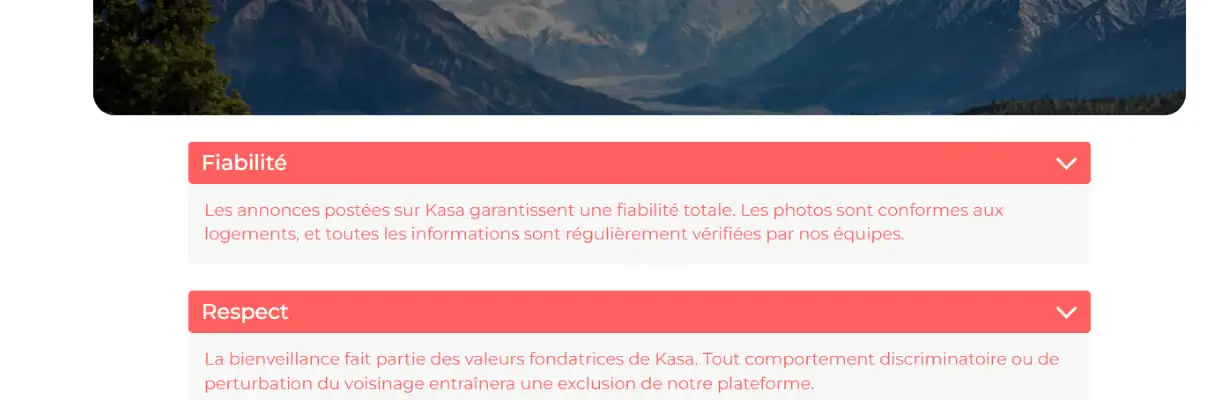 Fiabilité
Les annonces postées sur Kasa garantissent une fiabilité totale. Les photos sont conformes aux
logements, et toutes les informations sont régulièrement vérifiées par nos équipes.
Respect
La bienveillance fait partie des valeurs fondatrices de Kasa. Tout comportement discriminatoire ou de
perturbation du voisinage entraînera une exclusion de notre plateforme.